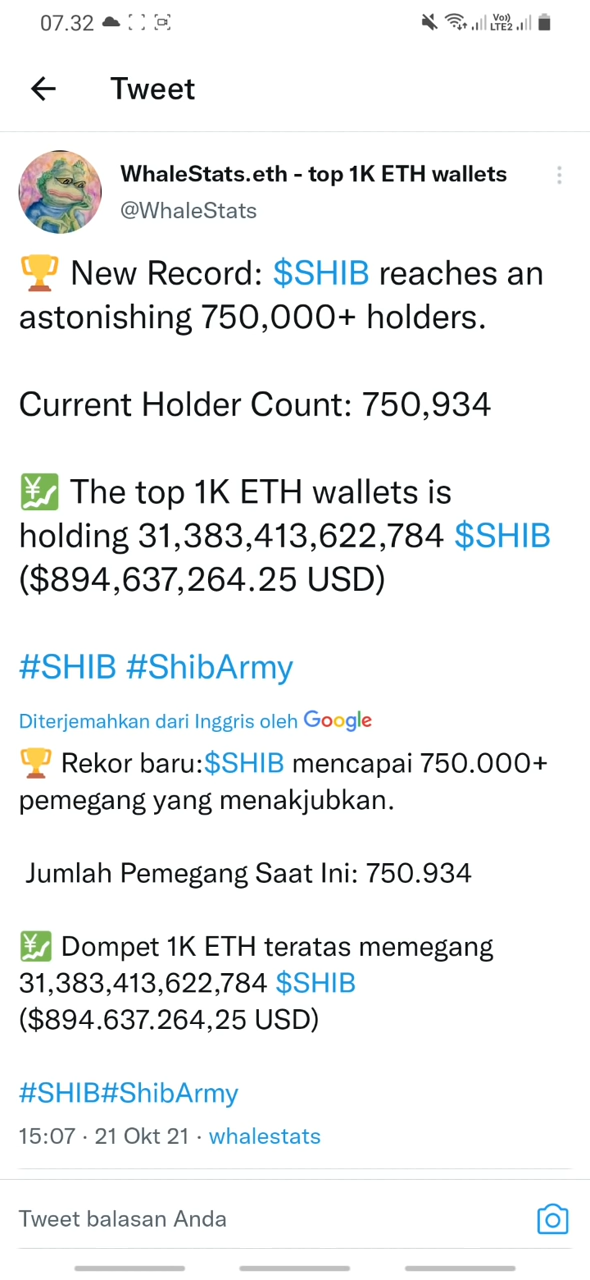 07.32
Vo))
LTE2
Tweet
WhaleStats.eth - top 1K ETH wallets
@WhaleStats
🏆 New Record: $SHIB reaches an
astonishing 750,000+ holders.
Current Holder Count: 750,934
💹 The top 1K ETH wallets is
holding 31,383,413,622,784 $SHIB
($894,637,264.25 USD)
#SHIB #ShibArmy
Diterjemahkan dari Inggris oleh Google
🏆 Rekor baru:$SHIB mencapai 750.000+
pemegang yang menakjubkan.
Jumlah Pemegang Saat Ini: 750.934
💹 Dompet 1K ETH teratas memegang
31,383,413,622,784 $SHIB
($894.637.264,25 USD)
#SHIB#ShibArmy
15:07 · 21 Okt 21 · whalestats
Tweet balasan Anda